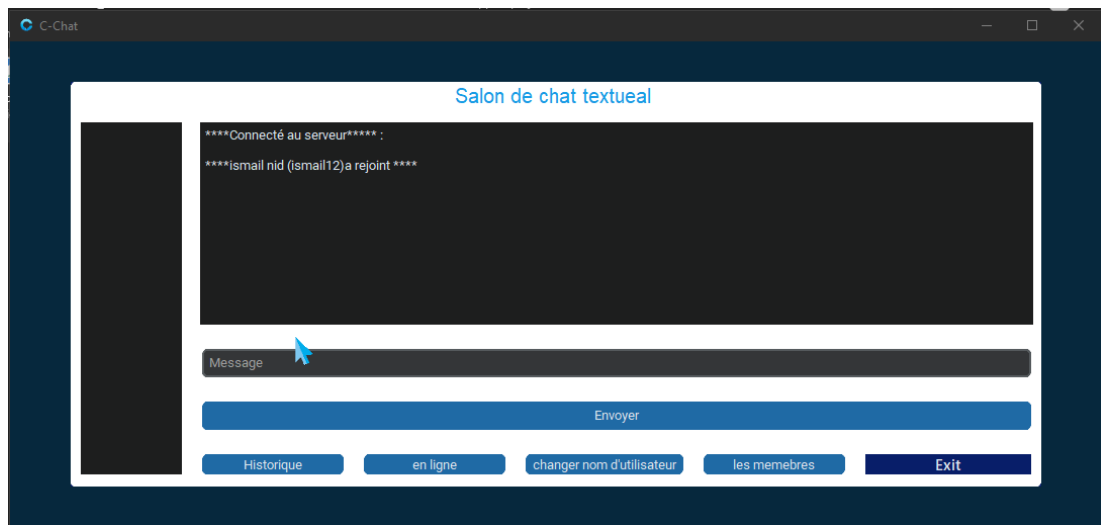 C-Chat
Salon de chat textueal
****Connecté au serveur***** :
****ismail nid (ismail12)a rejoint ****
Message
Envoyer
Historique en ligne changer nom d'utilisateur les memebres Exit